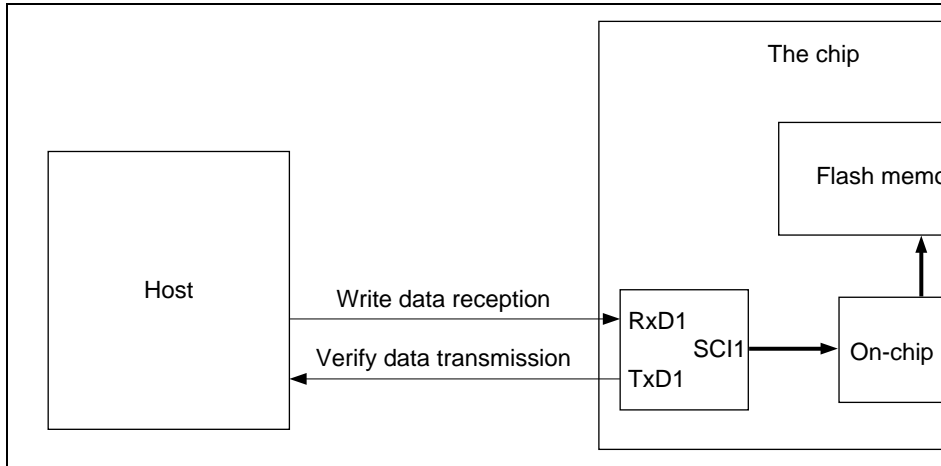 The chip
Flash memo
Host
Write data reception
RxD1
SCI1
On-chip
Verify data transmission
TxD1